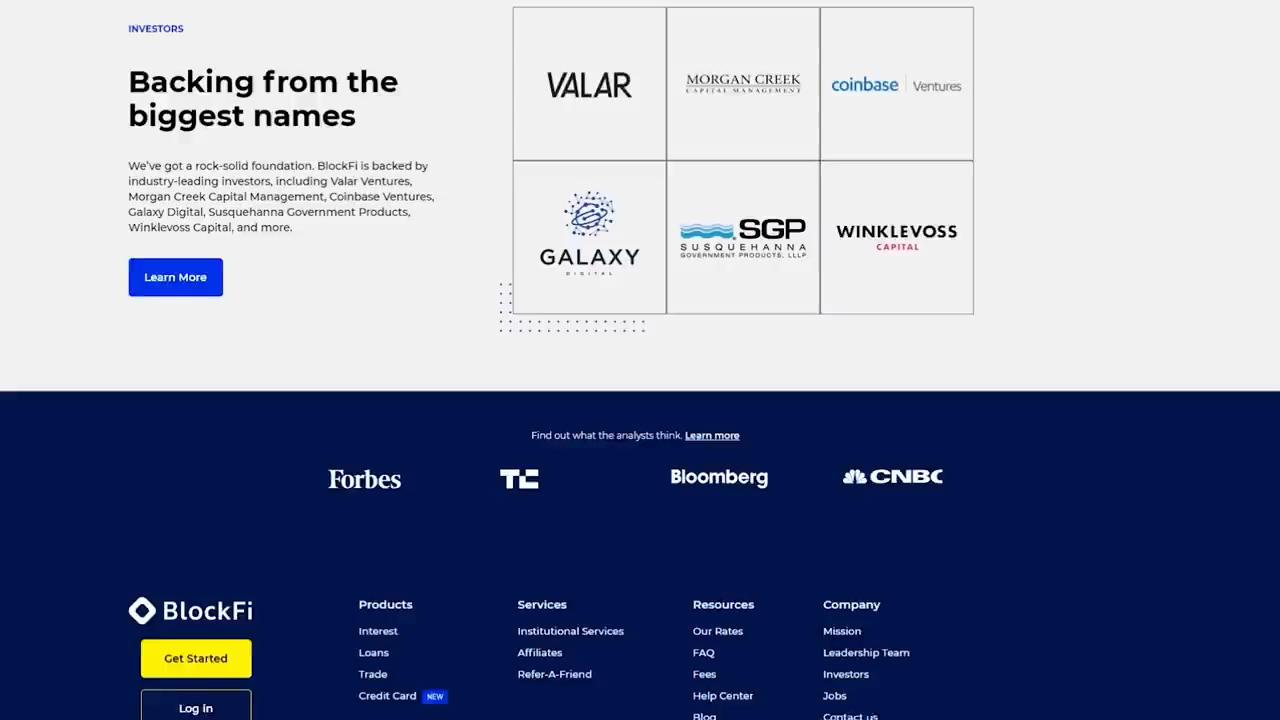 INVESTORS
Backing from the
biggest names
We've got a rock-solid foundation. BlockFi is backed by
industry-leading investors, including Valar Ventures,
Morgan Creek Capital Management, Coinbase Ventures,
Galaxy Digital, Susquehanna Government Products,
Winklevoss Capital, and more.
Learn More
VALAR
MORGAN CREEK
CAPITAL MANAGEMENT
coinbase Ventures
GALAXY
DIGITAL
SGP
SUSQUEHANNA
GOVERNMENT PRODUCTS, LLLP
WINKLEVOSS
CAPITAL
Find out what the analysts think. Learn more
Forbes
TC
Bloomberg
CNBC
BlockFi
Get Started
Log in
Products
Interest
Loans
Trade
Credit Card NEW
Services
Institutional Services
Affiliates
Refer-A-Friend
Resources
Our Rates
FAQ
Fees
Help Center
Blog
Company
Mission
Leadership Team
Investors
Jobs
Contact us